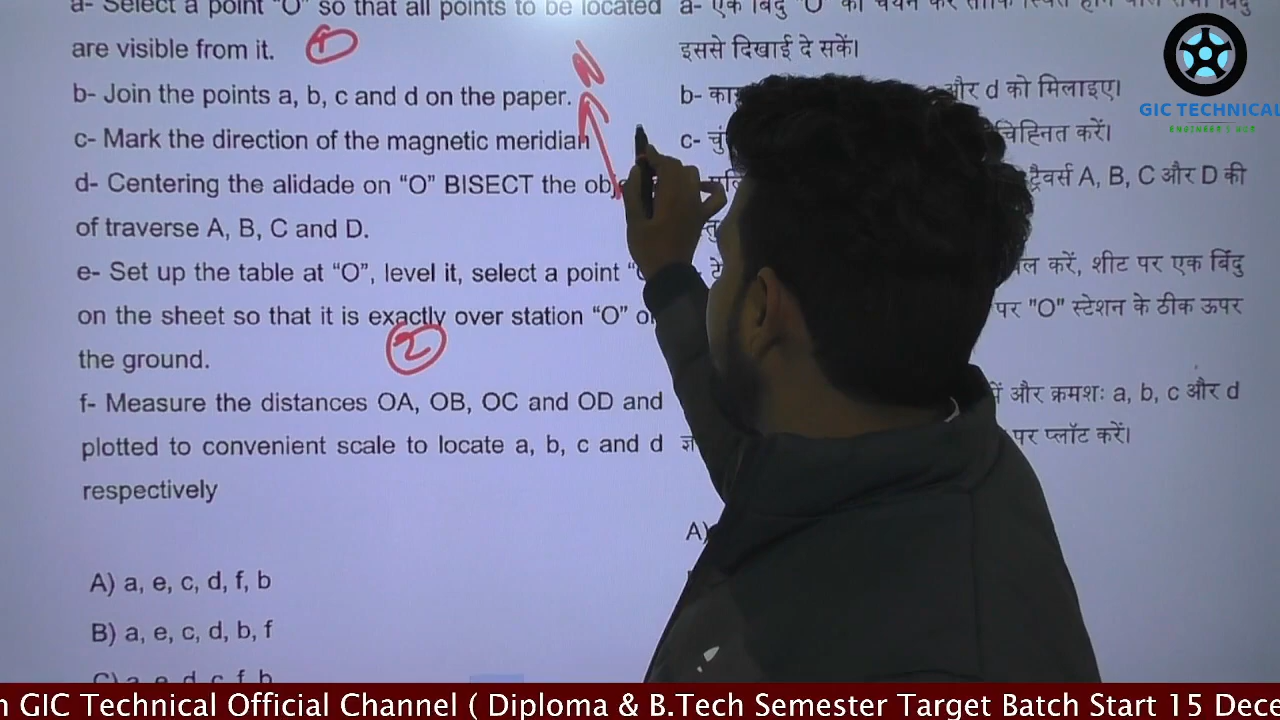 a- Select a point "O" so that all points to be located
are visible from it.
1
b- Join the points a, b, c and d on the paper.
N
c- Mark the direction of the magnetic meridian
d- Centering the alidade on “O” BISECT the
of traverse A, B, C and D.
e- Set up the table at “O”, level it, select a point
on the sheet so that it is exactly over station “O”
the ground.
2
f- Measure the distances OA, OB, OC and OD and
plotted to convenient scale to locate a, b, c and d
respectively
A) a, e, c, d, f, b
B) a, e, c, d, b, f
C) a, e, d, c, f, b
a- एक बिंदु "O" का चयन करें ताकि स्थित होने वाले सभी बिंदु
इससे दिखाई दे सकें।
b- और d को मिलाइए।
c- चिह्नित करें।
ट्रैवर्स A, B, C और D की
करें, शीट पर एक बिंदु
पर "O" स्टेशन के ठीक ऊपर
और क्रमशः a, b, c और d
पर प्लॉट करें।
A)
GIC TECHNICAL
ENGINEER'S HUB
GIC Technical Official Channel ( Diploma & B.Tech Semester Target Batch Start 15